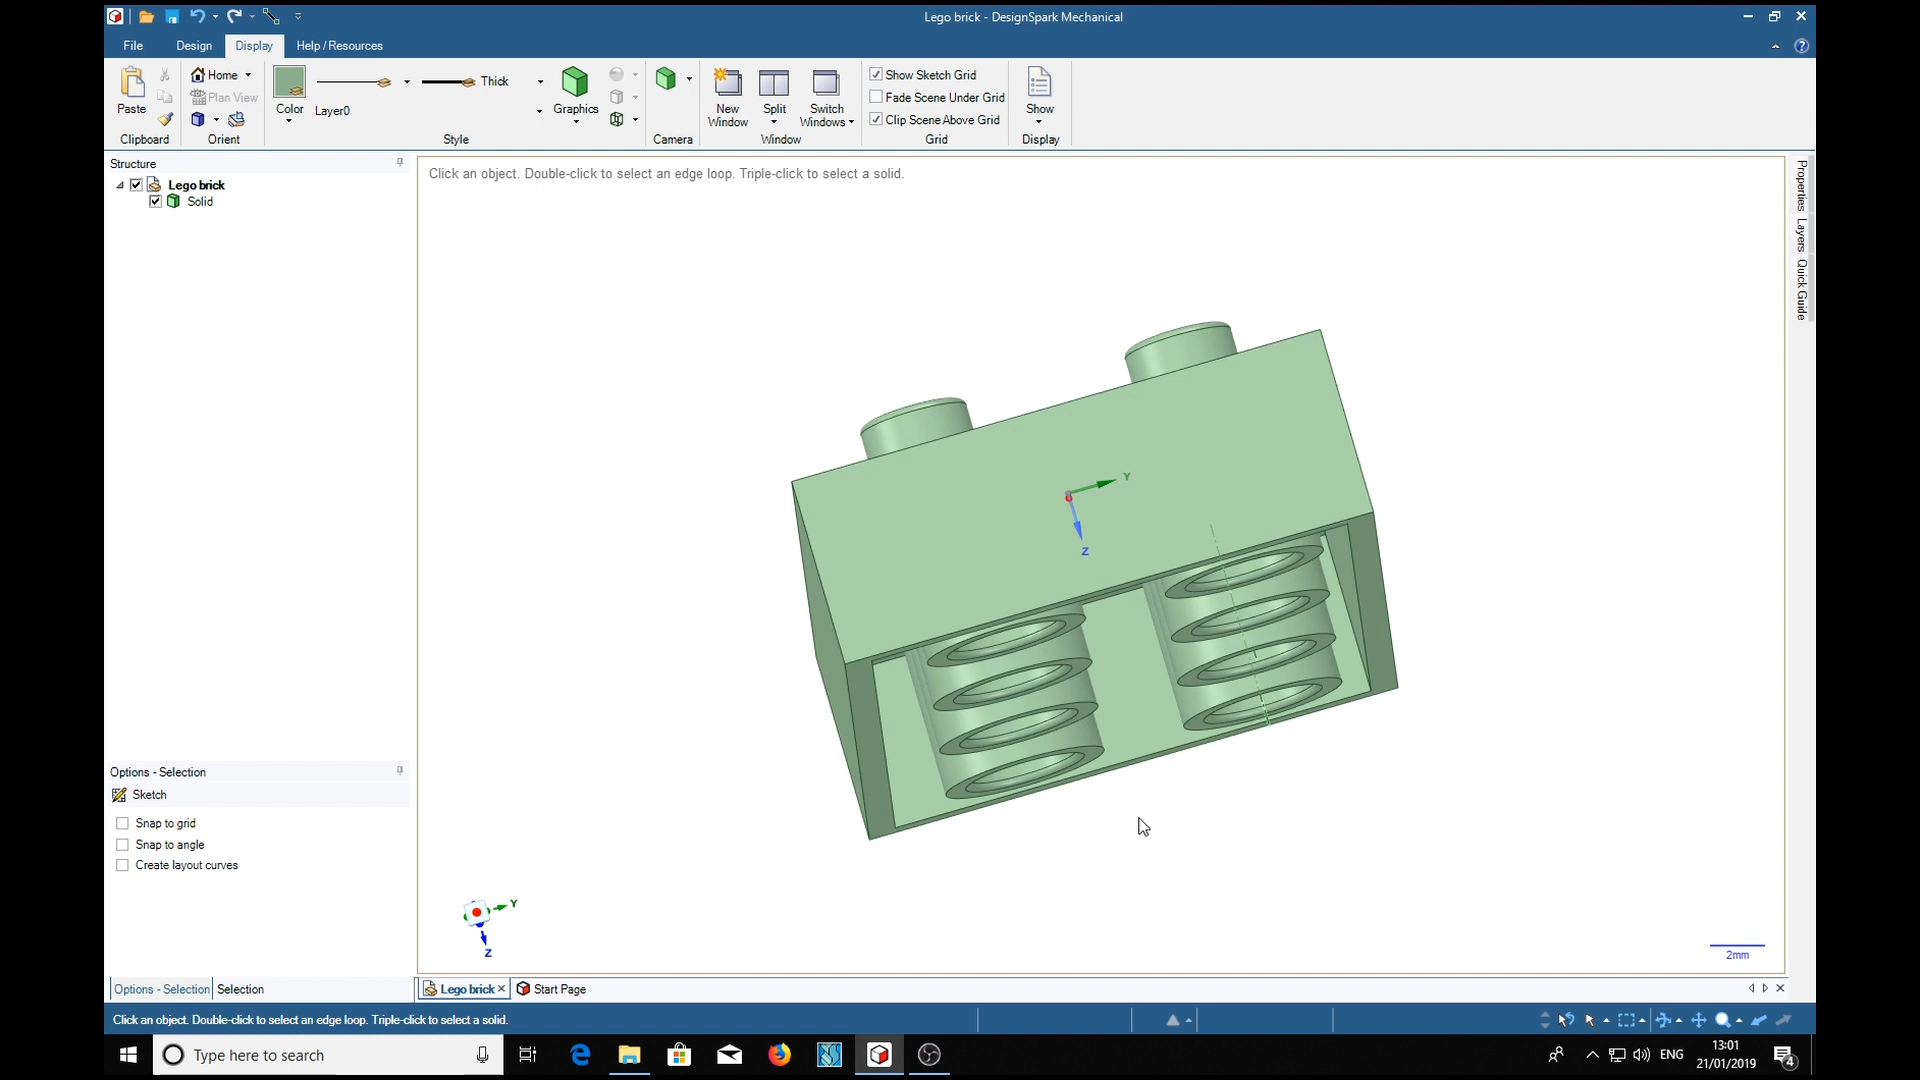 Lego brick - DesignSpark Mechanical
File Design Display Help / Resources
Paste
Clipboard
Home
Plan View
Orient
Color
Layer0
Thick
Style
Graphics
Camera
New Window
Split
Switch Windows
Window
Show Sketch Grid
Fade Scene Under Grid
Clip Scene Above Grid
Grid
Show
Display
Structure
Lego brick
Solid
Click an object. Double-click to select an edge loop. Triple-click to select a solid.
Properties
Layers
Quick Guide
Y
Z
Options - Selection
Sketch
Snap to grid
Snap to angle
Create layout curves
Y
Z
2mm
Options - Selection Selection
Lego brick Start Page
Click an object. Double-click to select an edge loop. Triple-click to select a solid.
Type here to search
ENG
13:01
21/01/2019
4